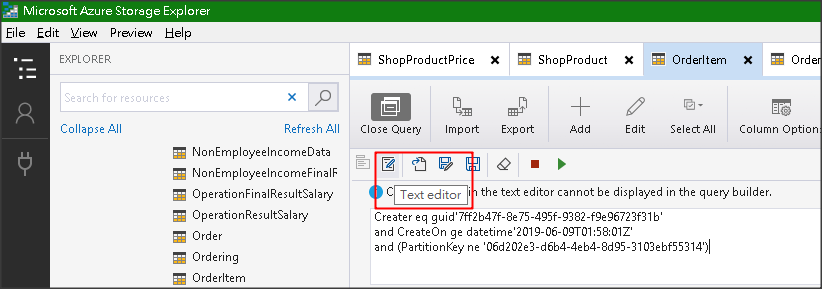 Microsoft Azure Storage Explorer
File Edit View Preview Help
EXPLORER
Search for resources
Collapse All Refresh All
NonEmployeeIncomeData
NonEmployeeIncomeFinalR
OperationFinalResultSalary
OperationResultSalary
Order
Ordering
OrderItem
ShopProductPrice ShopProduct OrderItem Order
Close Query Import Export Add Edit Select All Column Options
in the text editor cannot be displayed in the query builder.
Text editor
Creater eq guid'7ff2b47f-8e75-495f-9382-f9e96723f31b'
and CreateOn ge datetime'2019-06-09T01:58:01Z'
and (PartitionKey ne '06d202e3-d6b4-4eb4-8d95-3103ebf55314')